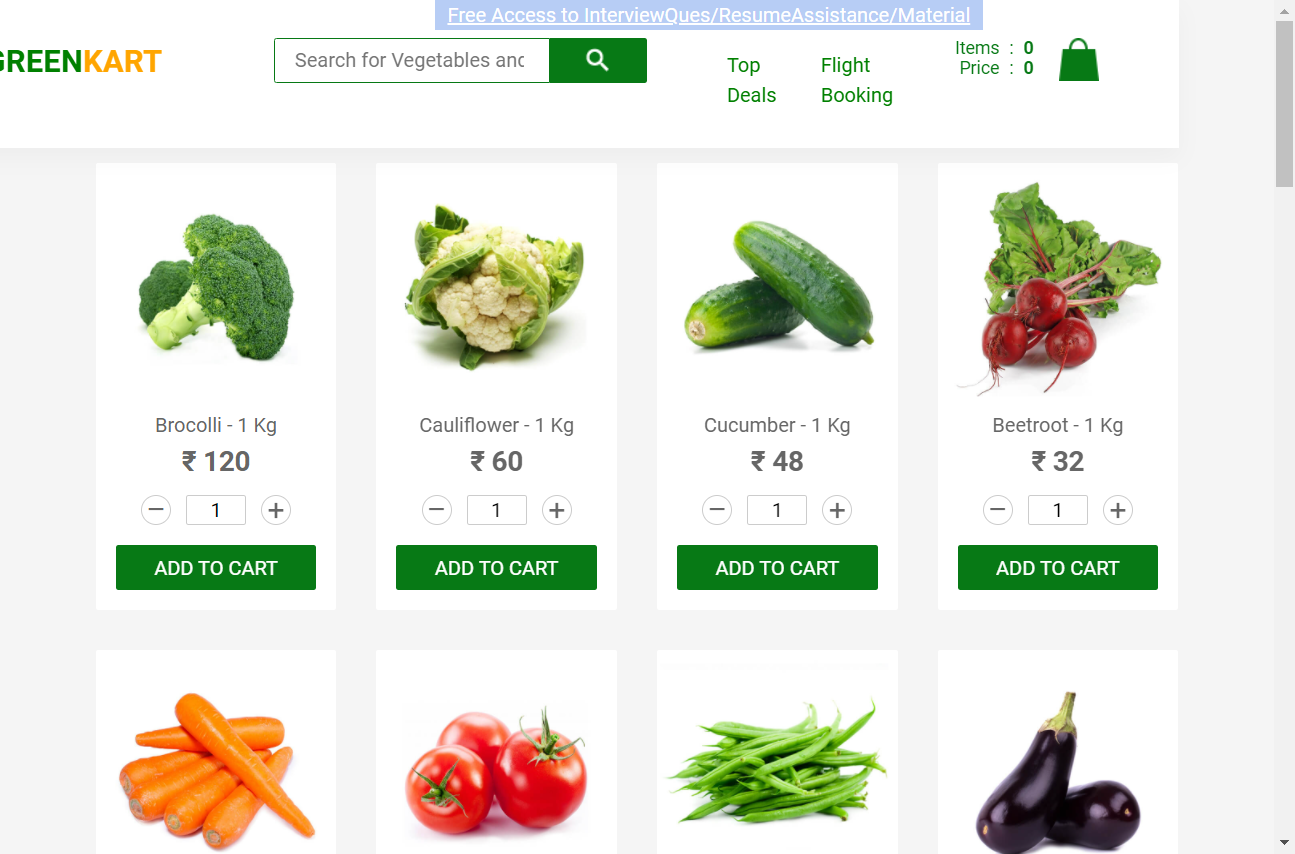 Free Access to InterviewQues/ResumeAssistance/Material
GREENKART
Search for Vegetables and
Top Deals
Flight Booking
Items : 0
Price : 0
Brocolli - 1 Kg
₹ 120
− 1 +
ADD TO CART
Cauliflower - 1 Kg
₹ 60
− 1 +
ADD TO CART
Cucumber - 1 Kg
₹ 48
− 1 +
ADD TO CART
Beetroot - 1 Kg
₹ 32
− 1 +
ADD TO CART